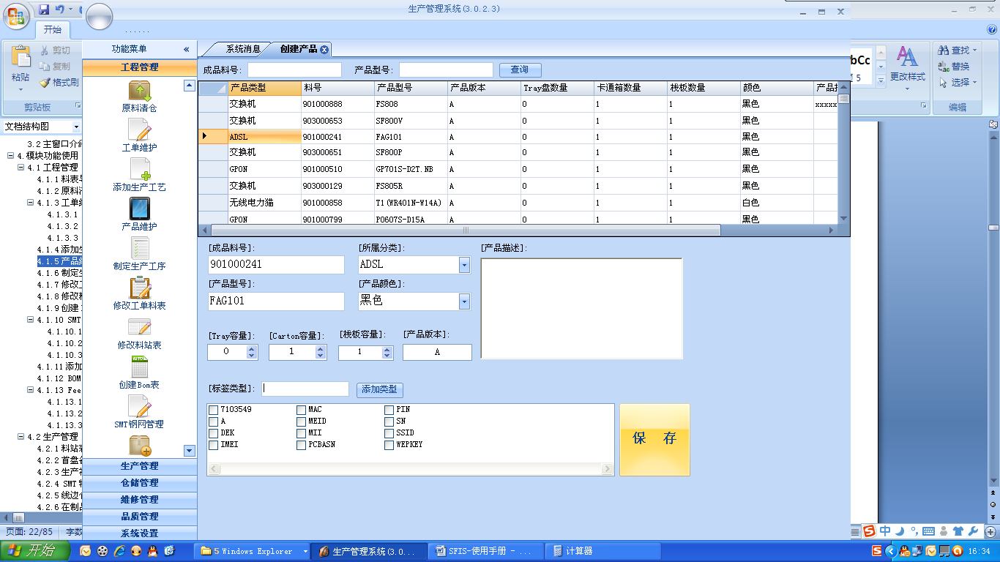 生产管理系统(3.0.2.3)
开始
......
粘贴
剪切
复制
格式刷
剪贴板
功能菜单 «
工程管理
原料清仓
工单维护
添加生产工艺
产品维护
制定生产工序
修改工单料表
修改料站表
创建Bom表
SMT钢网管理
生产管理
仓储管理
维修管理
品质管理
系统设置
文档结构图
3.2 主窗口介绍
4. 模块功能使用
4.1 工程管理
4.1.1 料表
4.1.2 原料
4.1.3 工单
4.1.3.1
4.1.3.2
4.1.3.3
4.1.4 添加
4.1.5 产品
4.1.6 制定
4.1.7 修改
4.1.8 修改
4.1.9 创建
4.1.10 SMT
4.1.10.1
4.1.10.2
4.1.10.3
4.1.11 添加
4.1.12 BOM
4.1.13 Fee
4.1.13.1
4.1.13.2
4.1.13.3
4.2 生产管理
4.2.1 料站表
4.2.2 首盘
4.2.3 生产
4.2.4 SMT
4.2.5 线边
4.2.6 在制
系统消息 创建产品
成品料号: 产品型号: 查询
产品类型 料号 产品型号 产品版本 Tray盘数量 卡通箱数量 栈板数量 颜色 产品
交换机 901000888 FS808 A 0 1 1 黑色 xxxxx
交换机 903000653 SF800V A 0 1 1 黑色
ADSL 901000241 FAG101 A 0 1 1 黑色
交换机 903000651 SF800P A 0 1 1 黑色
GPON 901000510 GP701S-D2T.NB A 0 1 1 黑色
交换机 903000129 FS805R A 0 1 1 黑色
无线电力猫 901000858 T1(WR401N-W14A) A 0 1 1 白色
GPON 901000799 P0607S-D15A A 0 1 1 黑色
[成品料号]: [所属分类]: [产品描述]:
901000241 ADSL
[产品型号]: [产品颜色]:
FAG101 黑色
[Tray容量]: [Carton容量]: [栈板容量]: [产品版本]:
0 1 1 A
[标签类型]: 添加类型
7103549 MAC PIN
A MEID SN
DEK MII SSID
IMEI PCBASN WEPKEY
保 存
bCc
更改样式
查找
替换
选择
编辑
页面: 22/85 字数
中
开始
5 Windows Explorer
生产管理系统(3.0...
SFIS-使用手册 - ...
计算器
16:34